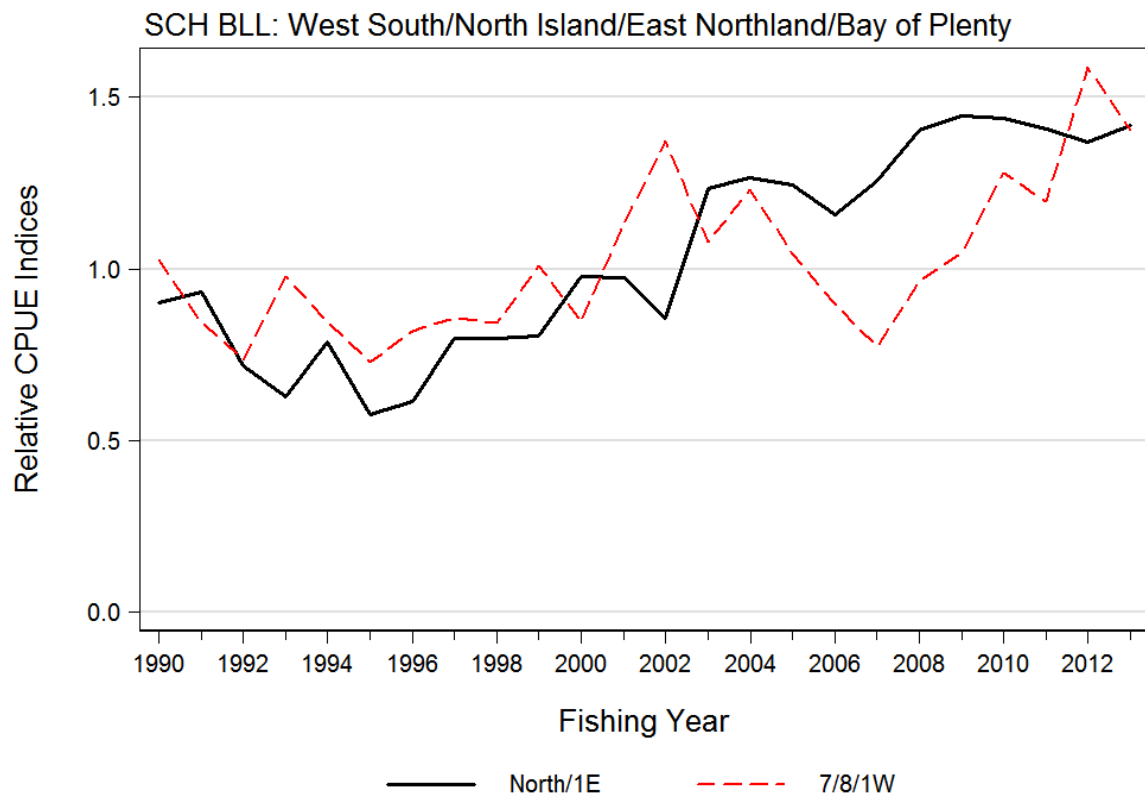 SCH BLL: West South/North Island/East Northland/Bay of Plenty
Relative CPUE Indices
1.5
1.0
0.5
0.0
1990 1992 1994 1996 1998 2000 2002 2004 2006 2008 2010 2012
Fishing Year
North/1E 7/8/1W